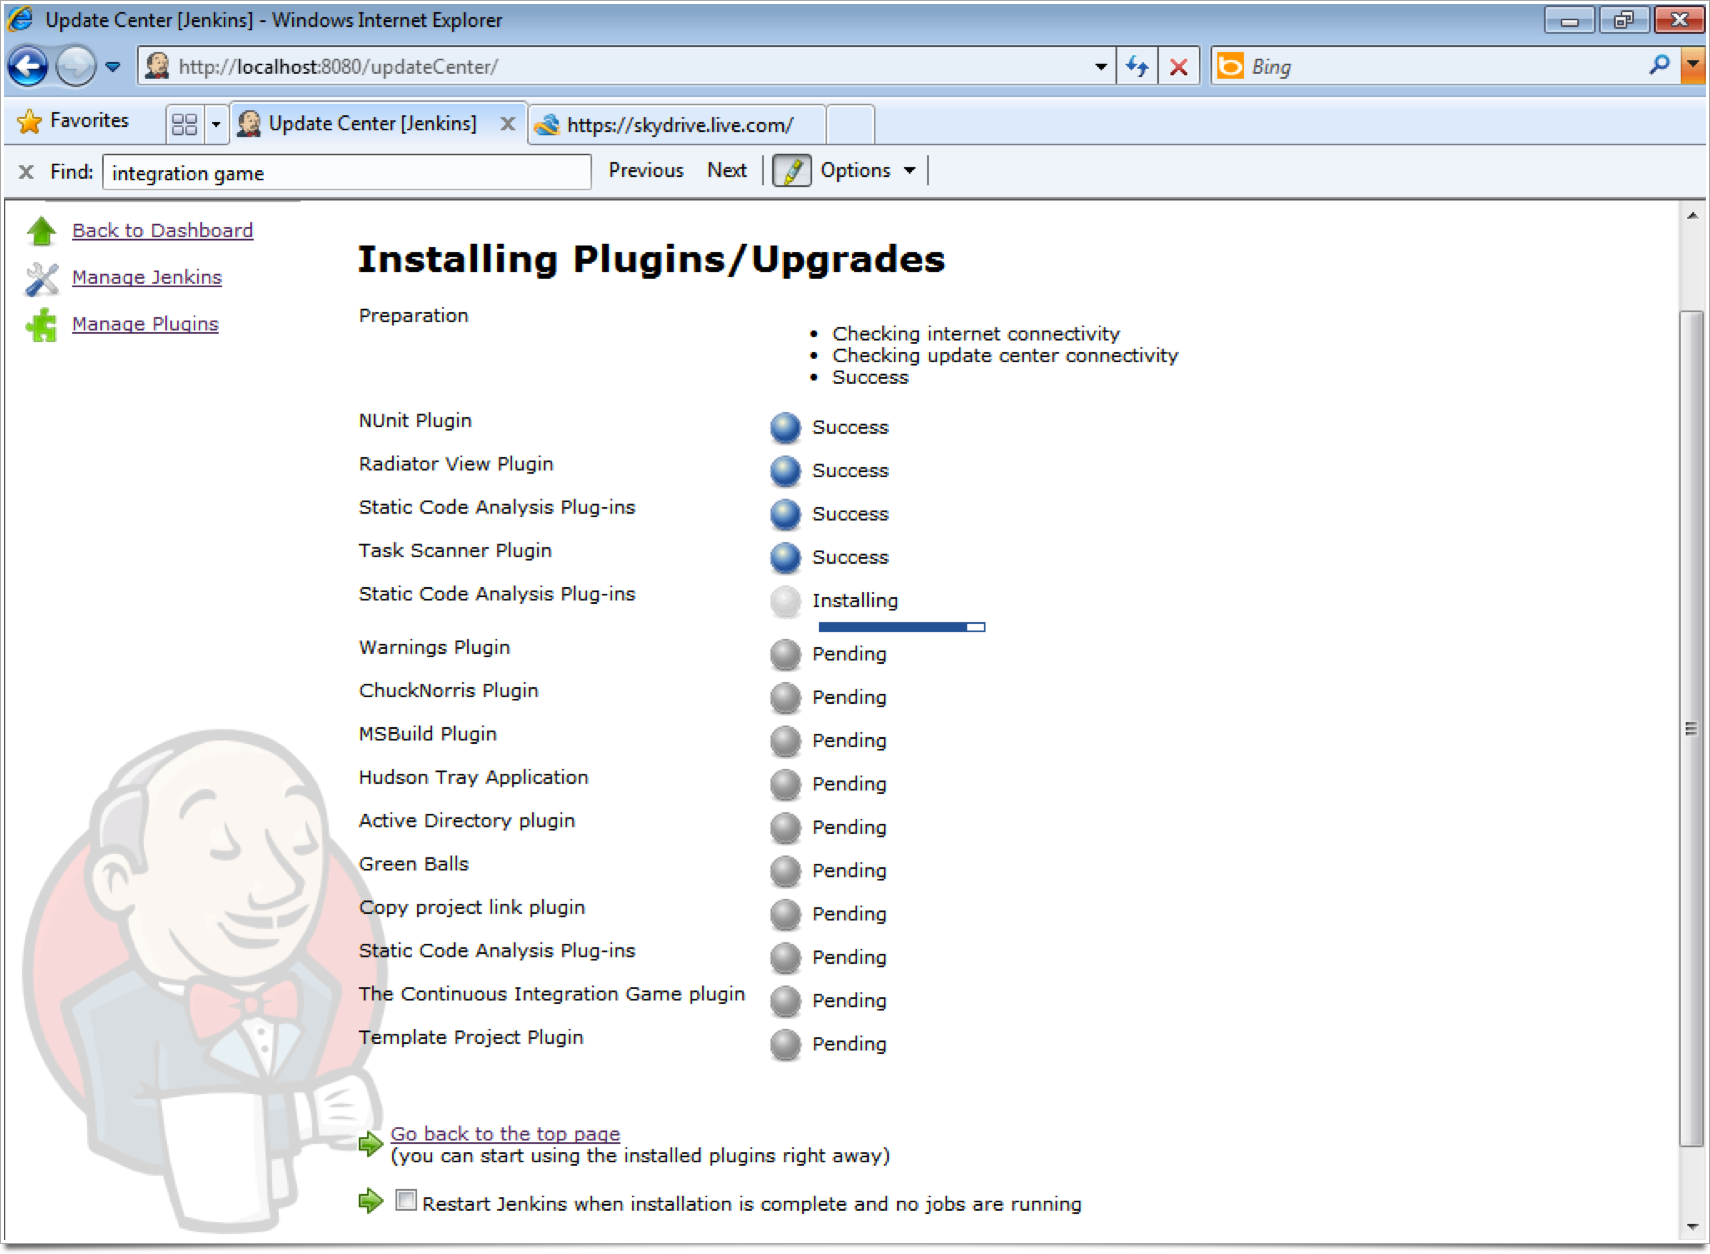 Update Center [Jenkins] - Windows Internet Explorer
http://localhost:8080/updateCenter/
Bing
Favorites
Update Center [Jenkins]
https://skydrive.live.com/
Find: integration game Previous Next Options
Back to Dashboard
Manage Jenkins
Manage Plugins
Installing Plugins/Upgrades
Preparation
• Checking internet connectivity
• Checking update center connectivity
• Success
NUnit Plugin Success
Radiator View Plugin Success
Static Code Analysis Plug-ins Success
Task Scanner Plugin Success
Static Code Analysis Plug-ins Installing
Warnings Plugin Pending
ChuckNorris Plugin Pending
MSBuild Plugin Pending
Hudson Tray Application Pending
Active Directory plugin Pending
Green Balls Pending
Copy project link plugin Pending
Static Code Analysis Plug-ins Pending
The Continuous Integration Game plugin Pending
Template Project Plugin Pending
Go back to the top page
(you can start using the installed plugins right away)
Restart Jenkins when installation is complete and no jobs are running